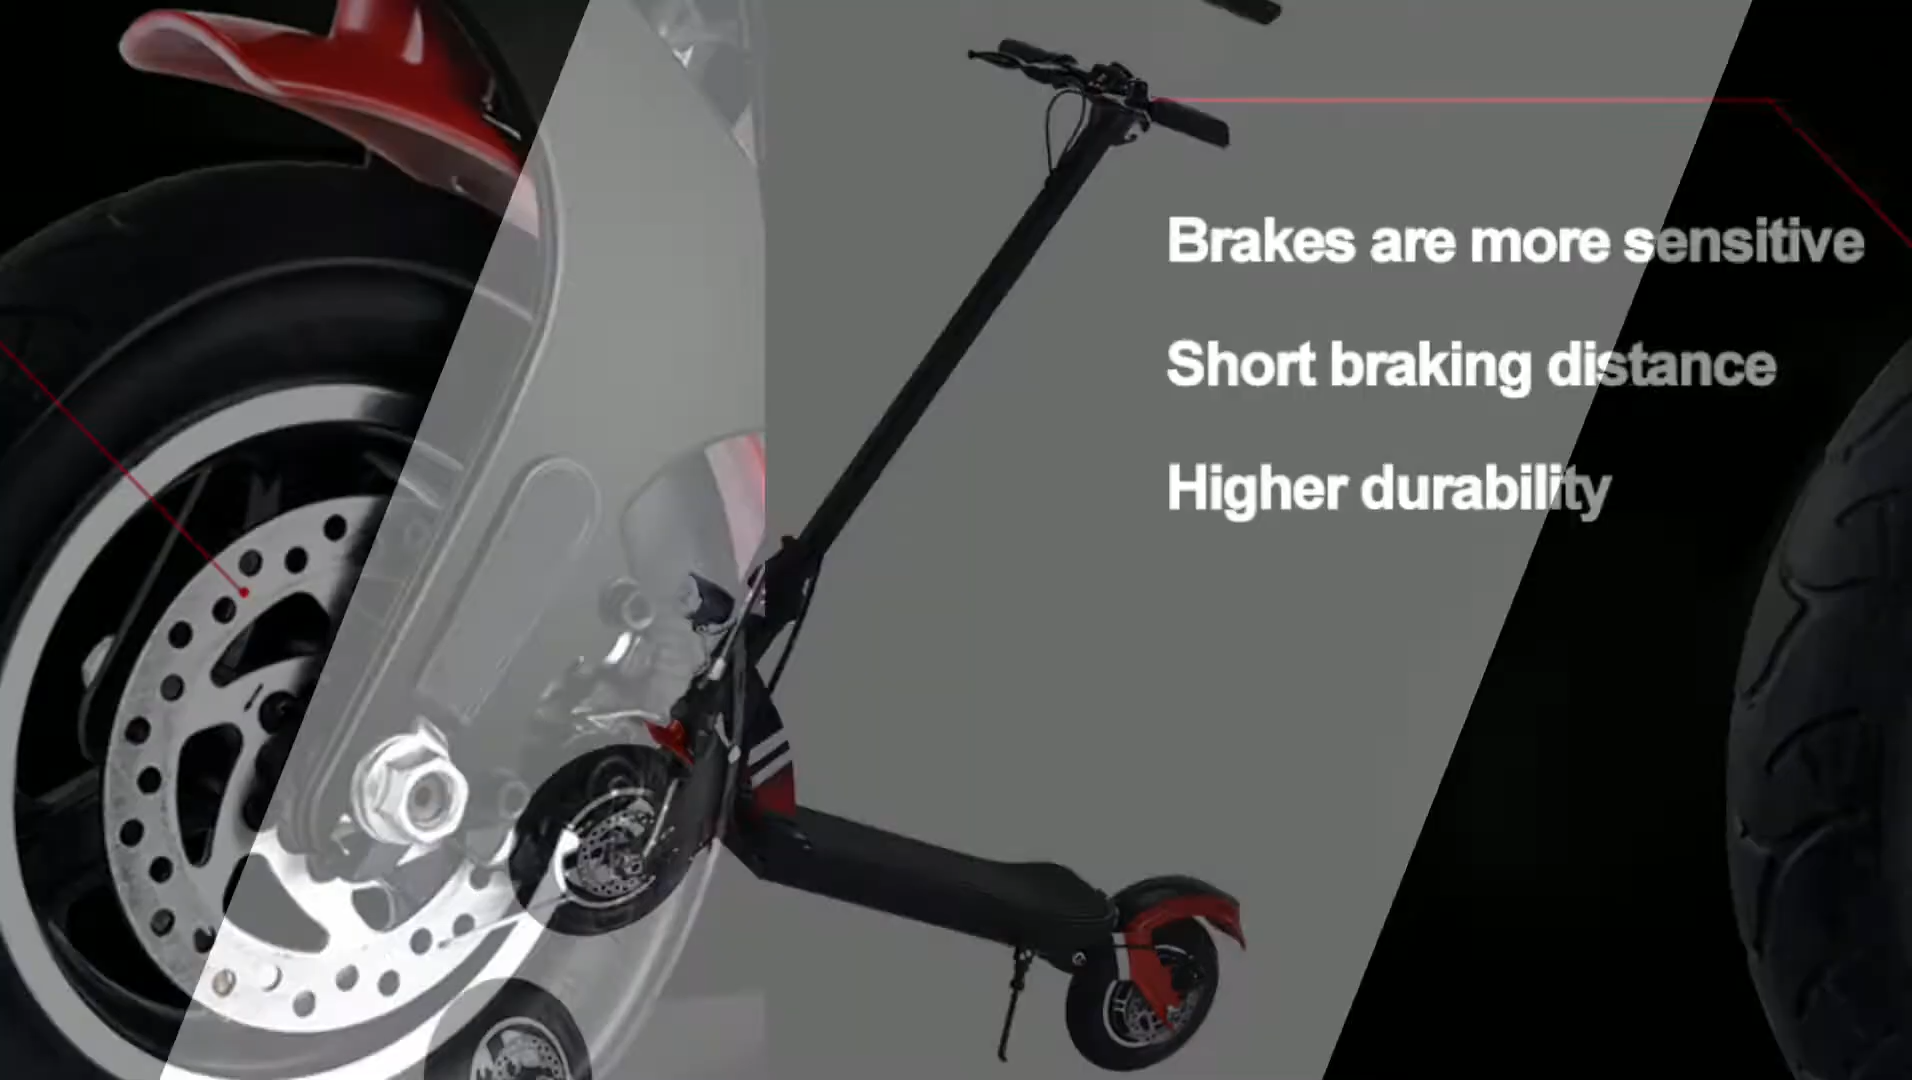 Brakes are more sensitive
Short braking distance
Higher durability